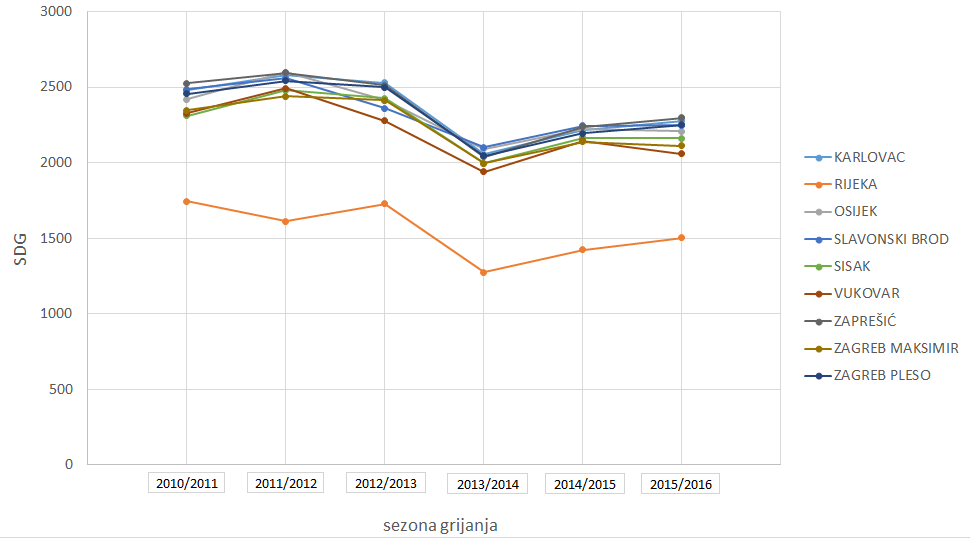 3000
2500
2000
1500
1000
500
0
SDG
2010/2011
2011/2012
2012/2013
2013/2014
2014/2015
2015/2016
sezona grijanja
KARLOVAC
RIJEKA
OSIJEK
SLAVONSKI BROD
SISAK
VUKOVAR
ZAPREŠIĆ
ZAGREB MAKSIMIR
ZAGREB PLESO